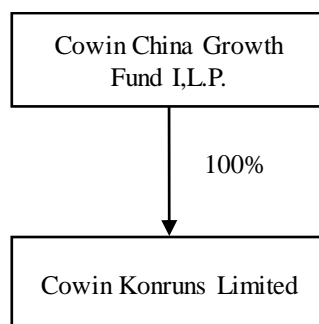 Cowin China Growth
Fund I,L.P.
100%
Cowin Konruns Limited